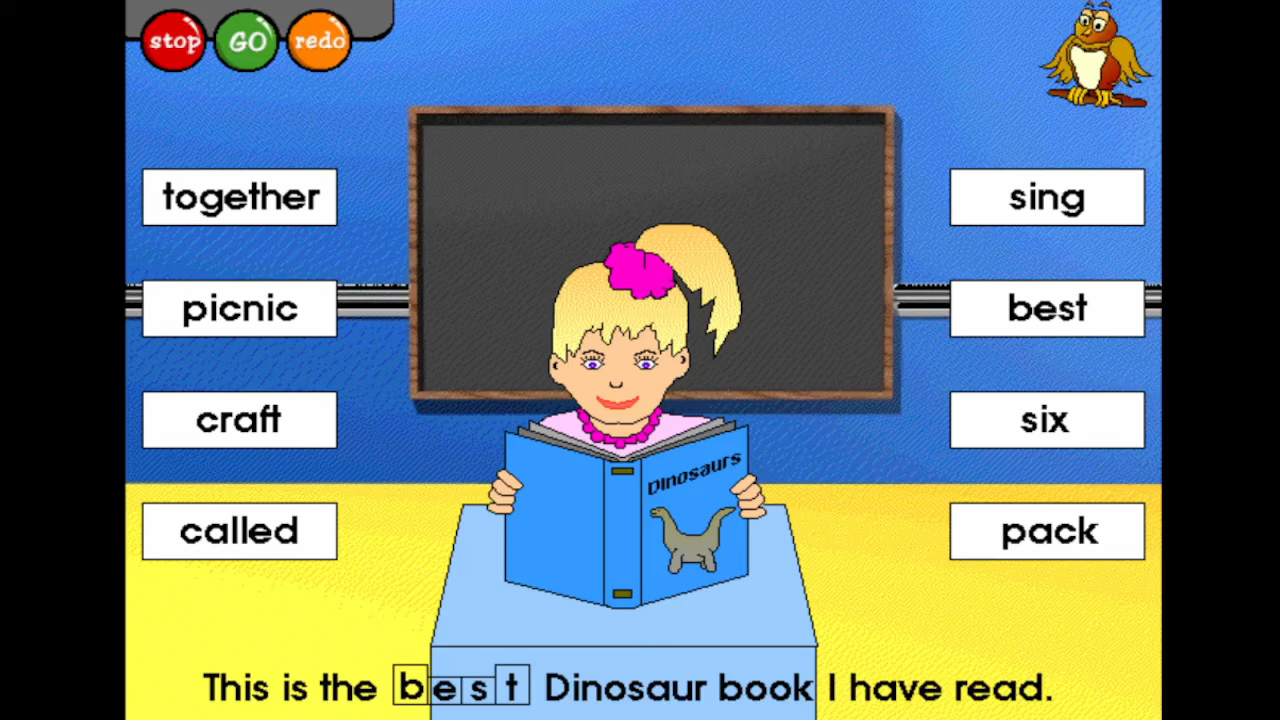 stop GO redo
together
picnic
craft
called
sing
best
six
pack
Dinosaurs
This is the best Dinosaur book I have read.